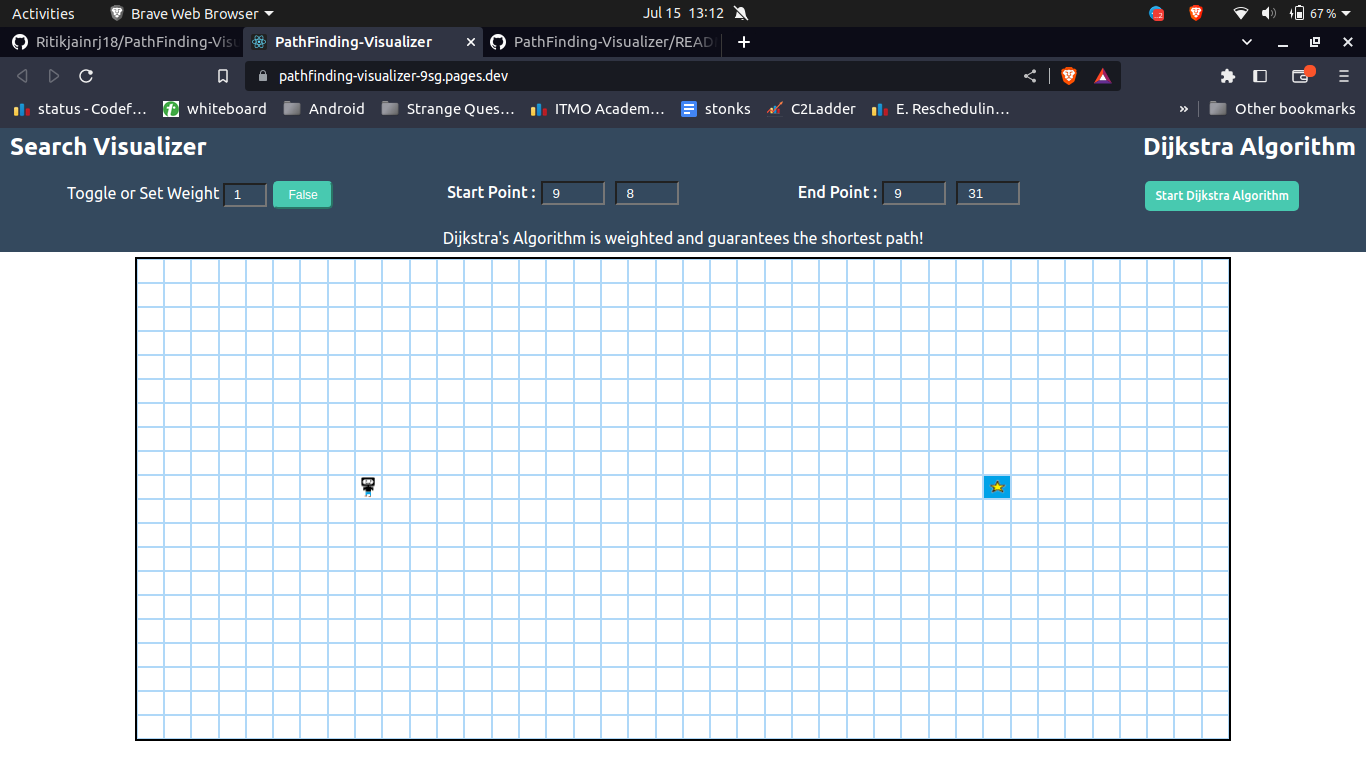 Activities Brave Web Browser Jul 15 13:12 67 %
Ritikjainrj18/PathFinding-Visu PathFinding-Visualizer PathFinding-Visualizer/READ
pathfinding-visualizer-9sg.pages.dev
status - Codef… whiteboard Android Strange Ques… ITMO Academ… stonks C2Ladder E. Reschedulin… » Other bookmarks
Search Visualizer Dijkstra Algorithm
Toggle or Set Weight 1 False Start Point : 9 8 End Point : 9 31 Start Dijkstra Algorithm
Dijkstra's Algorithm is weighted and guarantees the shortest path!